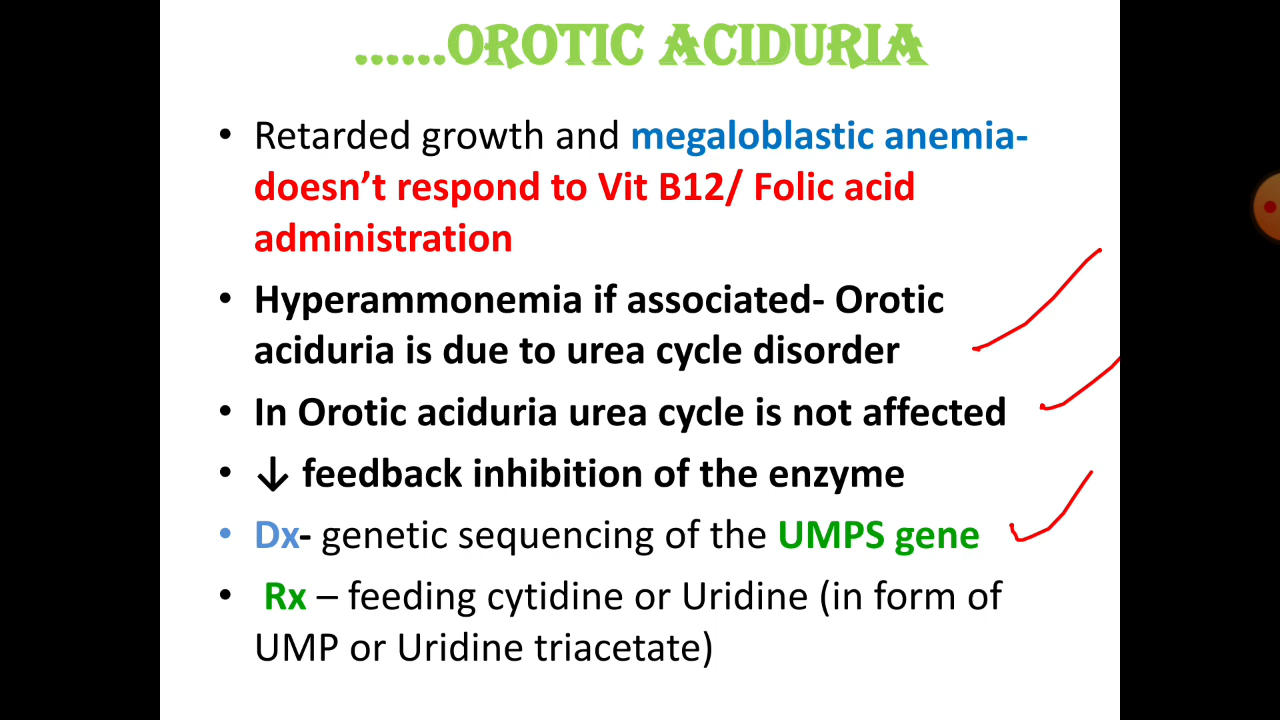 ......OROTIC ACIDURIA
• Retarded growth and megaloblastic anemia-
doesn't respond to Vit B12/ Folic acid
administration
• Hyperammonemia if associated- Orotic
aciduria is due to urea cycle disorder
• In Orotic aciduria urea cycle is not affected
• ↓ feedback inhibition of the enzyme
• Dx- genetic sequencing of the UMPS gene
• Rx – feeding cytidine or Uridine (in form of
UMP or Uridine triacetate)